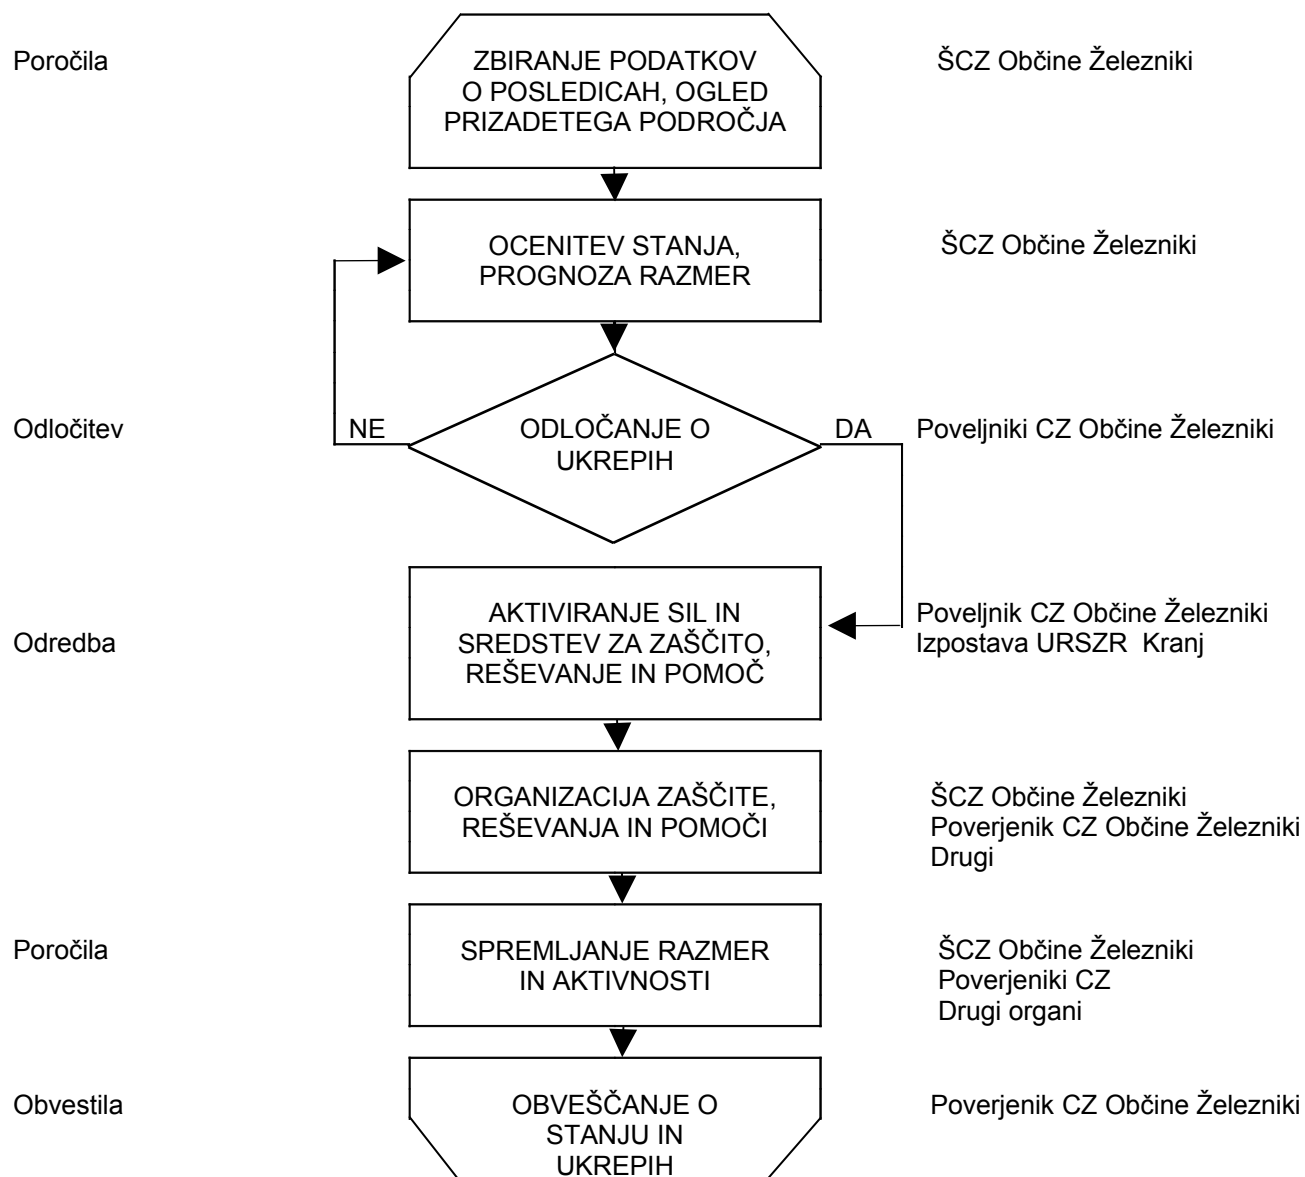 Poročila
ZBIRANJE PODATKOV
O POSLEDICAH, OGLED
PRIZADETEGA PODROČJA
ŠCZ Občine Železniki
OCENITEV STANJA,
PROGNOZA RAZMER
ŠCZ Občine Železniki
Odločitev
NE
ODLOČANJE O
UKREPIH
DA
Poveljniki CZ Občine Železniki
Odredba
AKTIVIRANJE SIL IN
SREDSTEV ZA ZAŠČITO,
REŠEVANJE IN POMOČ
Poveljnik CZ Občine Železniki
Izpostava URSZR Kranj
ORGANIZACIJA ZAŠČITE,
REŠEVANJA IN POMOČI
ŠCZ Občine Železniki
Poverjenik CZ Občine Železniki
Drugi
Poročila
SPREMLJANJE RAZMER
IN AKTIVNOSTI
ŠCZ Občine Železniki
Poverjeniki CZ
Drugi organi
Obvestila
OBVEŠČANJE O
STANJU IN
UKREPIH
Poverjenik CZ Občine Železniki